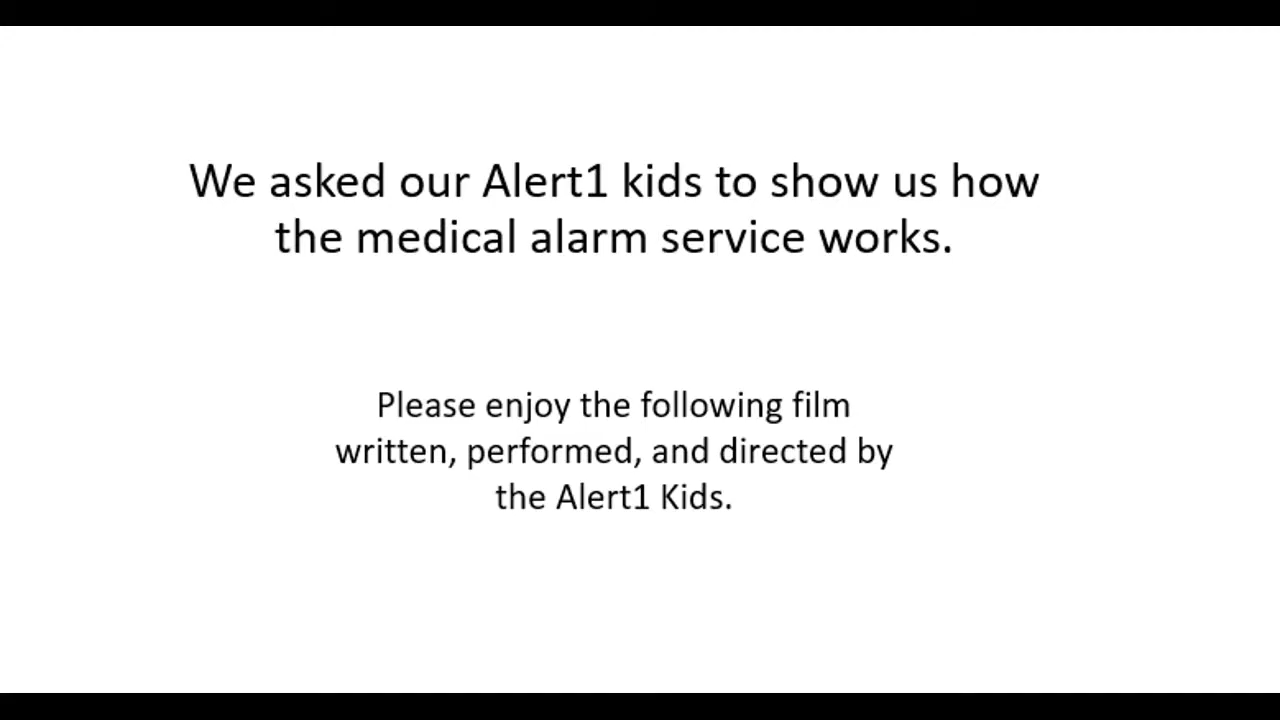 We asked our Alert1 kids to show us how
the medical alarm service works.
Please enjoy the following film
written, performed, and directed by
the Alert1 Kids.